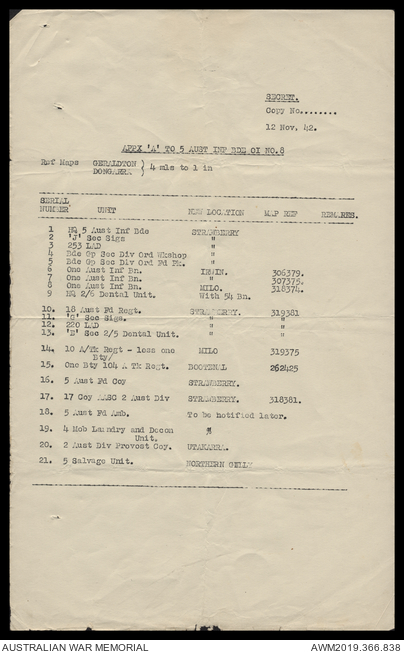 SECRET.
Copy No........
12 Nov. 42.
APPX 'A' TO 5 AUST INF BDE OI NO.8
Ref Maps GERALDTON } 4 mls to 1 in
DONGARRA
SERIAL NUMBER UNIT NEW LOCATION MAP REF REMARKS.
1 HQ 5 Aust Inf Bde STRAWBERRY
2 'J' Sec Sigs "
3 253 LAD "
4 Bde Gp Sec Div Ord Wkshop "
5 Bde Gp Sec Div Ord Fd Pk. "
6 One Aust Inf Bn. IRWIN. 306379.
7 One Aust Inf Bn. 307375.
8 One Aust Inf Bn. MILO. 318374.
9 HQ 2/6 Dental Unit. With 54 Bn.
10. 18 Aust Fd Regt. STRAWBERRY. 319381
11. 'G' Sec Sigs. " "
12. 220 LAD " "
13. 'B' Sec 2/5 Dental Unit. " "
14. 10 A/Tk Regt - less one MILO 319375
Bty/
15. One Bty 104 A Tk Regt. BOOTENAL 262425
16. 5 Aust Fd Coy STRAWBERRY.
17. 17 Coy AASC 2 Aust Div STRAWBERRY. 318381.
18. 5 Aust Fd Amb. To be notified later.
19. 4 Mob Laundry and Decon "
Unit.
20. 2 Aust Div Provost Coy. UTAKARRA.
21. 5 Salvage Unit. NORTHERN GULLY
AUSTRALIAN WAR MEMORIAL AWM2019.366.838